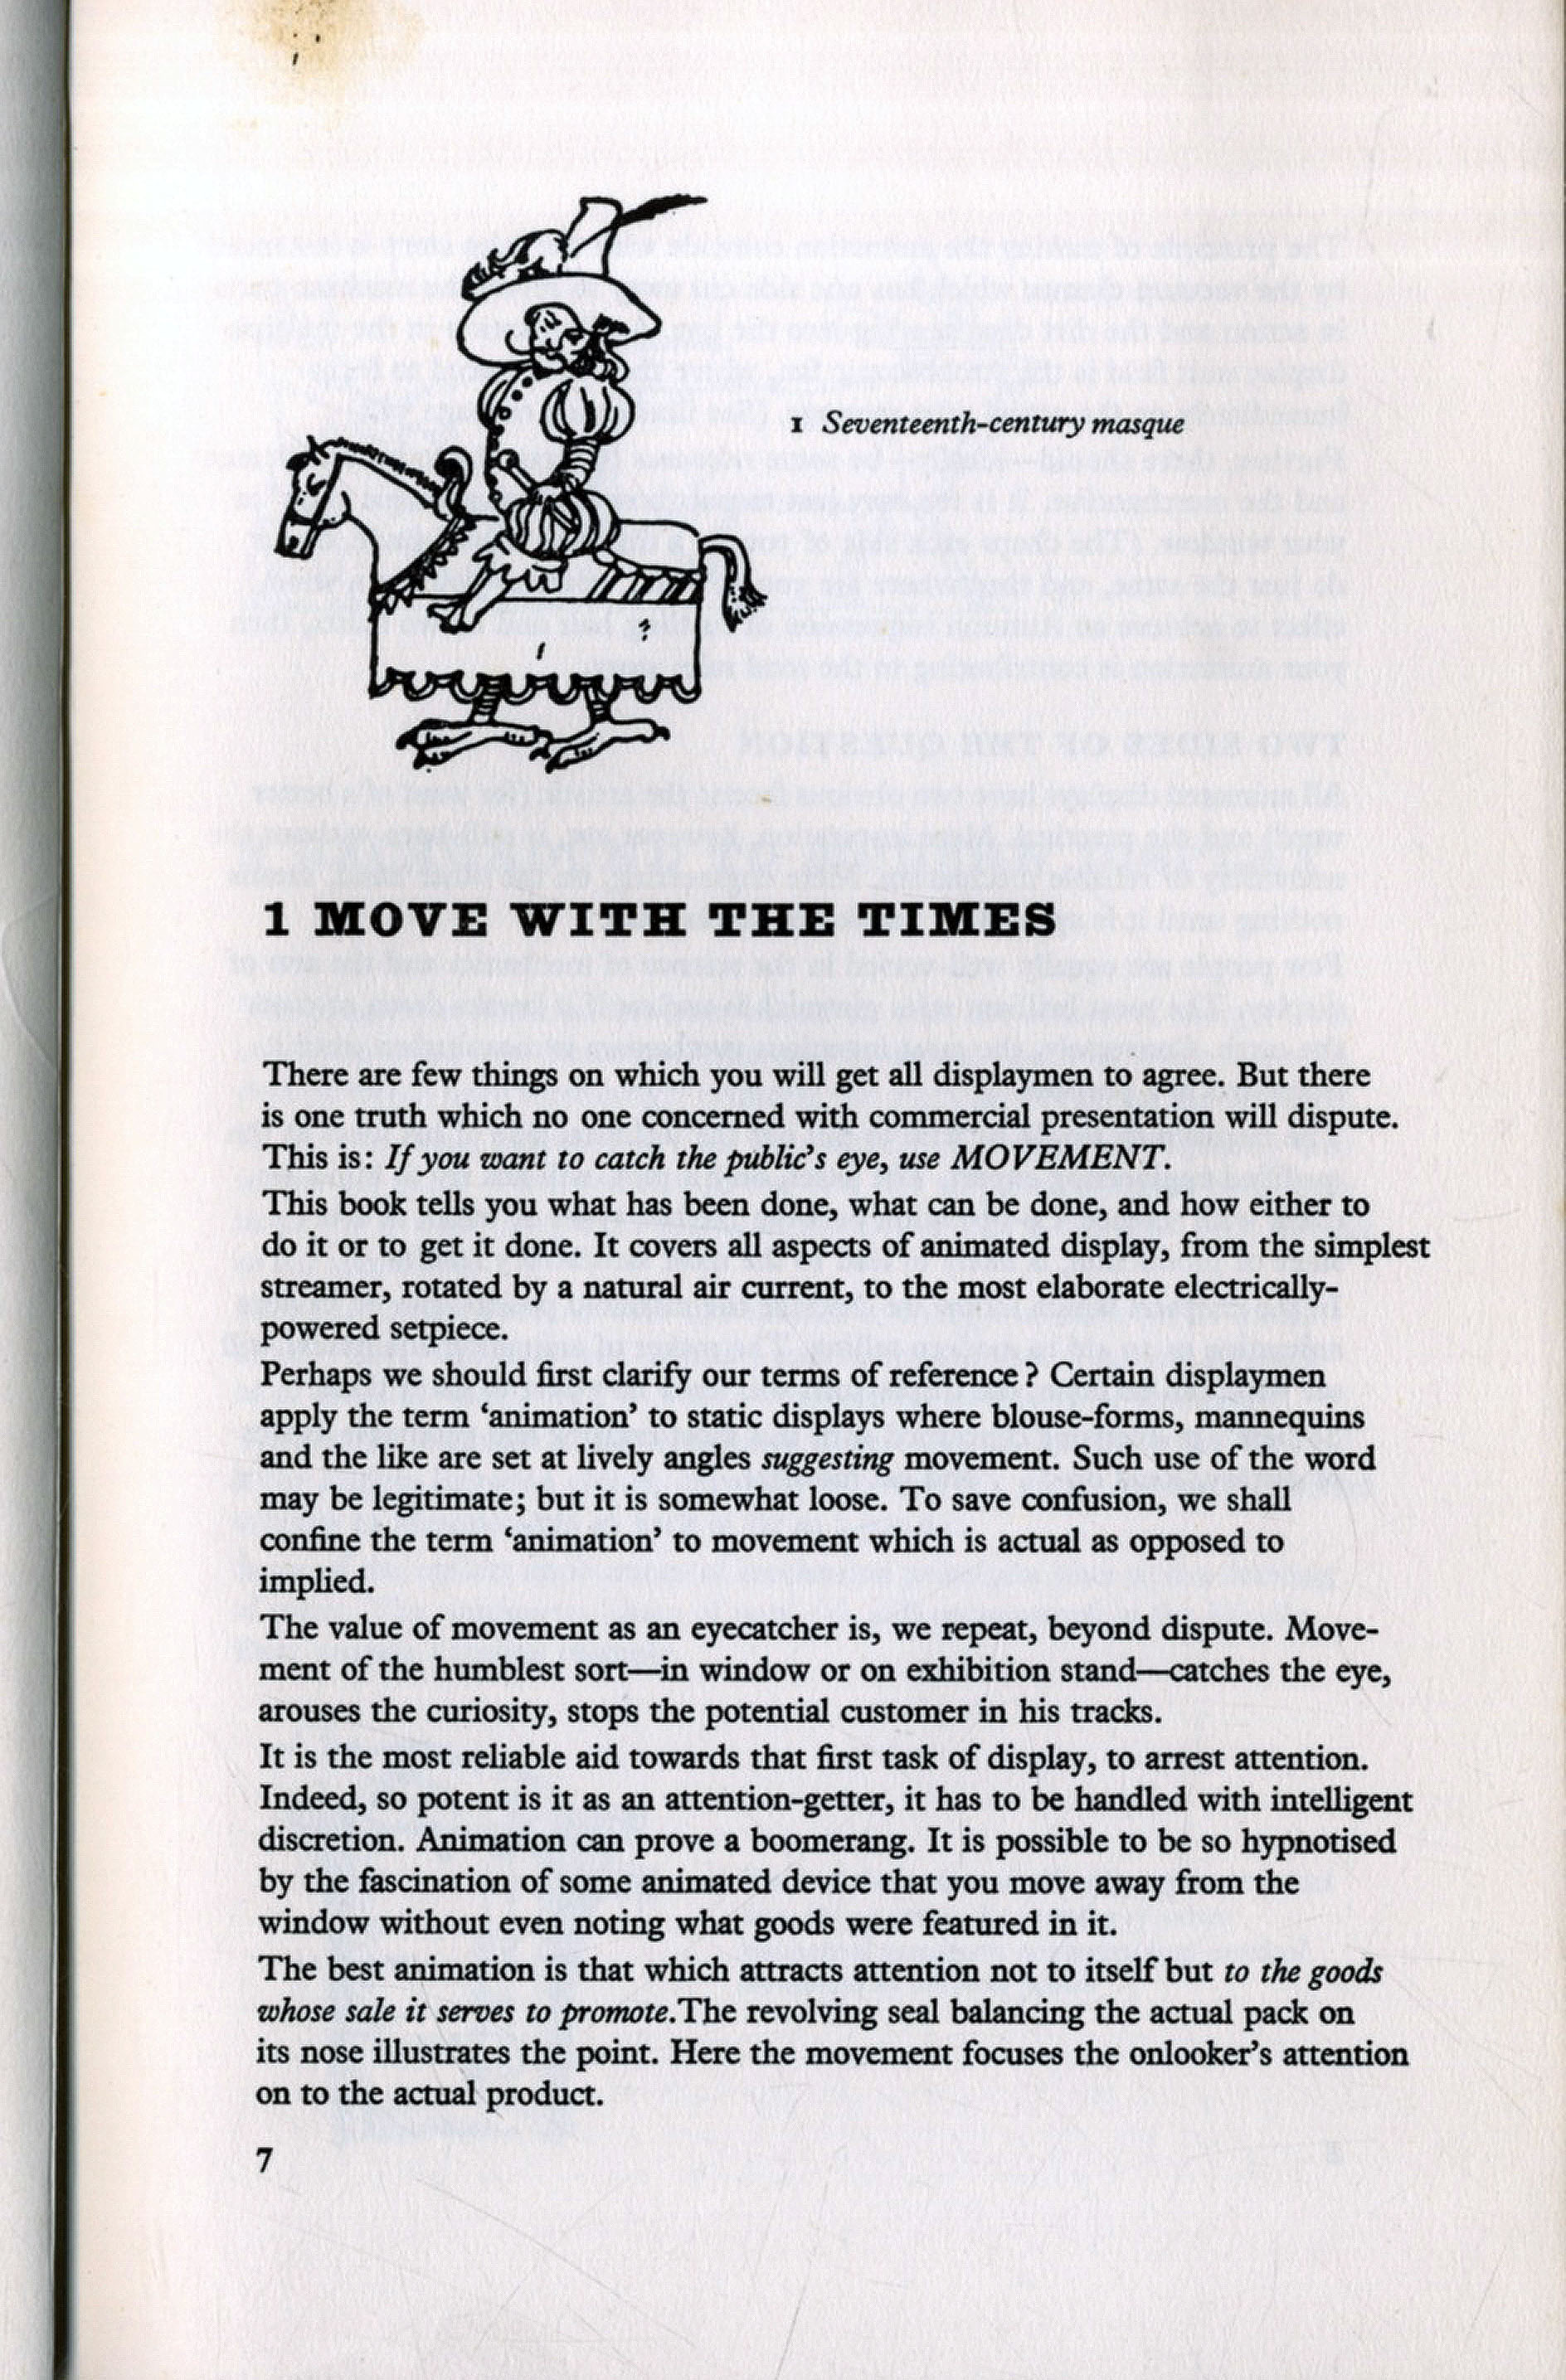 1 Seventeenth-century masque
1 MOVE WITH THE TIMES
There are few things on which you will get all displaymen to agree. But there
is one truth which no one concerned with commercial presentation will dispute.
This is: If you want to catch the public's eye, use MOVEMENT.
This book tells you what has been done, what can be done, and how either to
do it or to get it done. It covers all aspects of animated display, from the simplest
streamer, rotated by a natural air current, to the most elaborate electrically-
powered setpiece.
Perhaps we should first clarify our terms of reference? Certain displaymen
apply the term ‘animation’ to static displays where blouse-forms, mannequins
and the like are set at lively angles suggesting movement. Such use of the word
may be legitimate; but it is somewhat loose. To save confusion, we shall
confine the term ‘animation’ to movement which is actual as opposed to
implied.
The value of movement as an eyecatcher is, we repeat, beyond dispute. Move-
ment of the humblest sort—in window or on exhibition stand—catches the eye,
arouses the curiosity, stops the potential customer in his tracks.
It is the most reliable aid towards that first task of display, to arrest attention.
Indeed, so potent is it as an attention-getter, it has to be handled with intelligent
discretion. Animation can prove a boomerang. It is possible to be so hypnotised
by the fascination of some animated device that you move away from the
window without even noting what goods were featured in it.
The best animation is that which attracts attention not to itself but to the goods
whose sale it serves to promote.The revolving seal balancing the actual pack on
its nose illustrates the point. Here the movement focuses the onlooker's attention
on to the actual product.
7